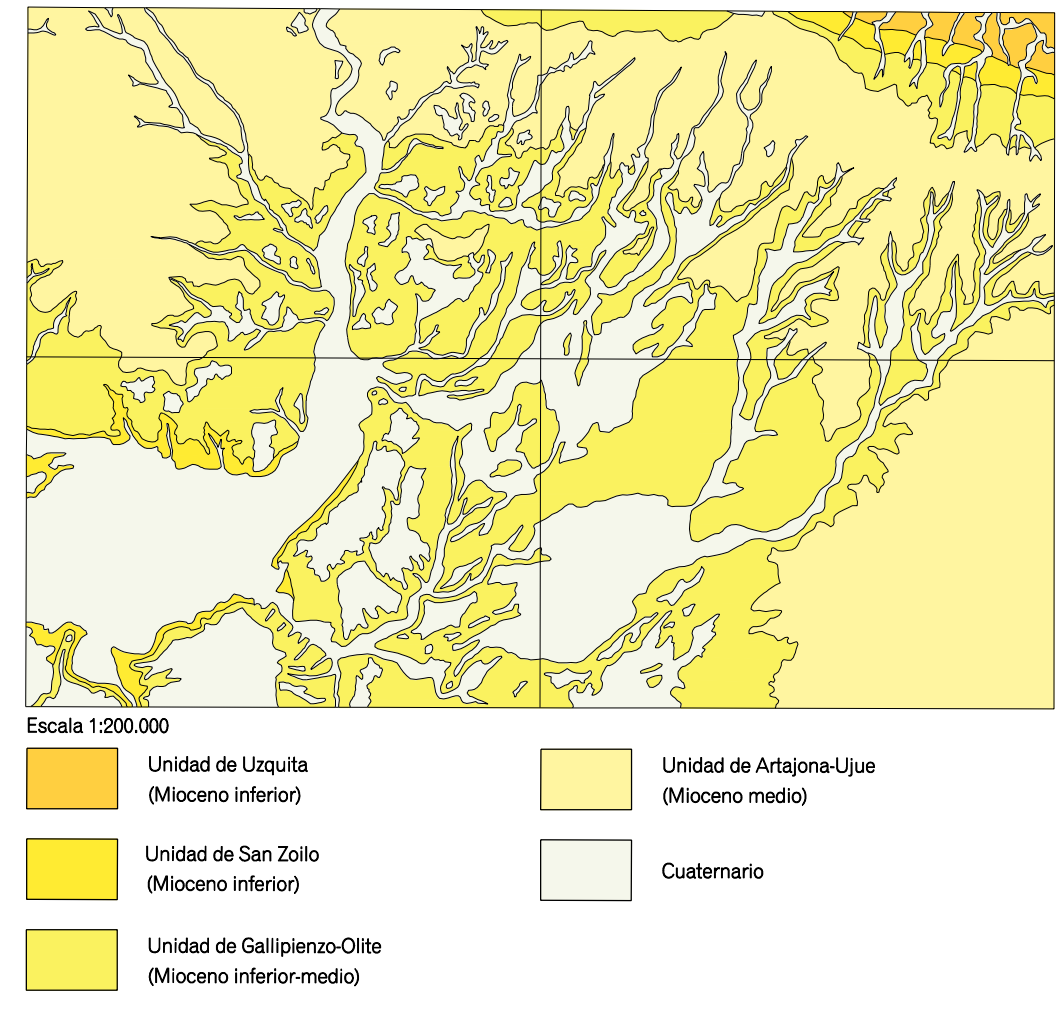 Escala 1:200.000
Unidad de Uzquita
(Mioceno inferior)
Unidad de San Zoilo
(Mioceno inferior)
Unidad de Gallipienzo-Olite
(Mioceno inferior-medio)
Unidad de Artajona-Ujue
(Mioceno medio)
Cuaternario